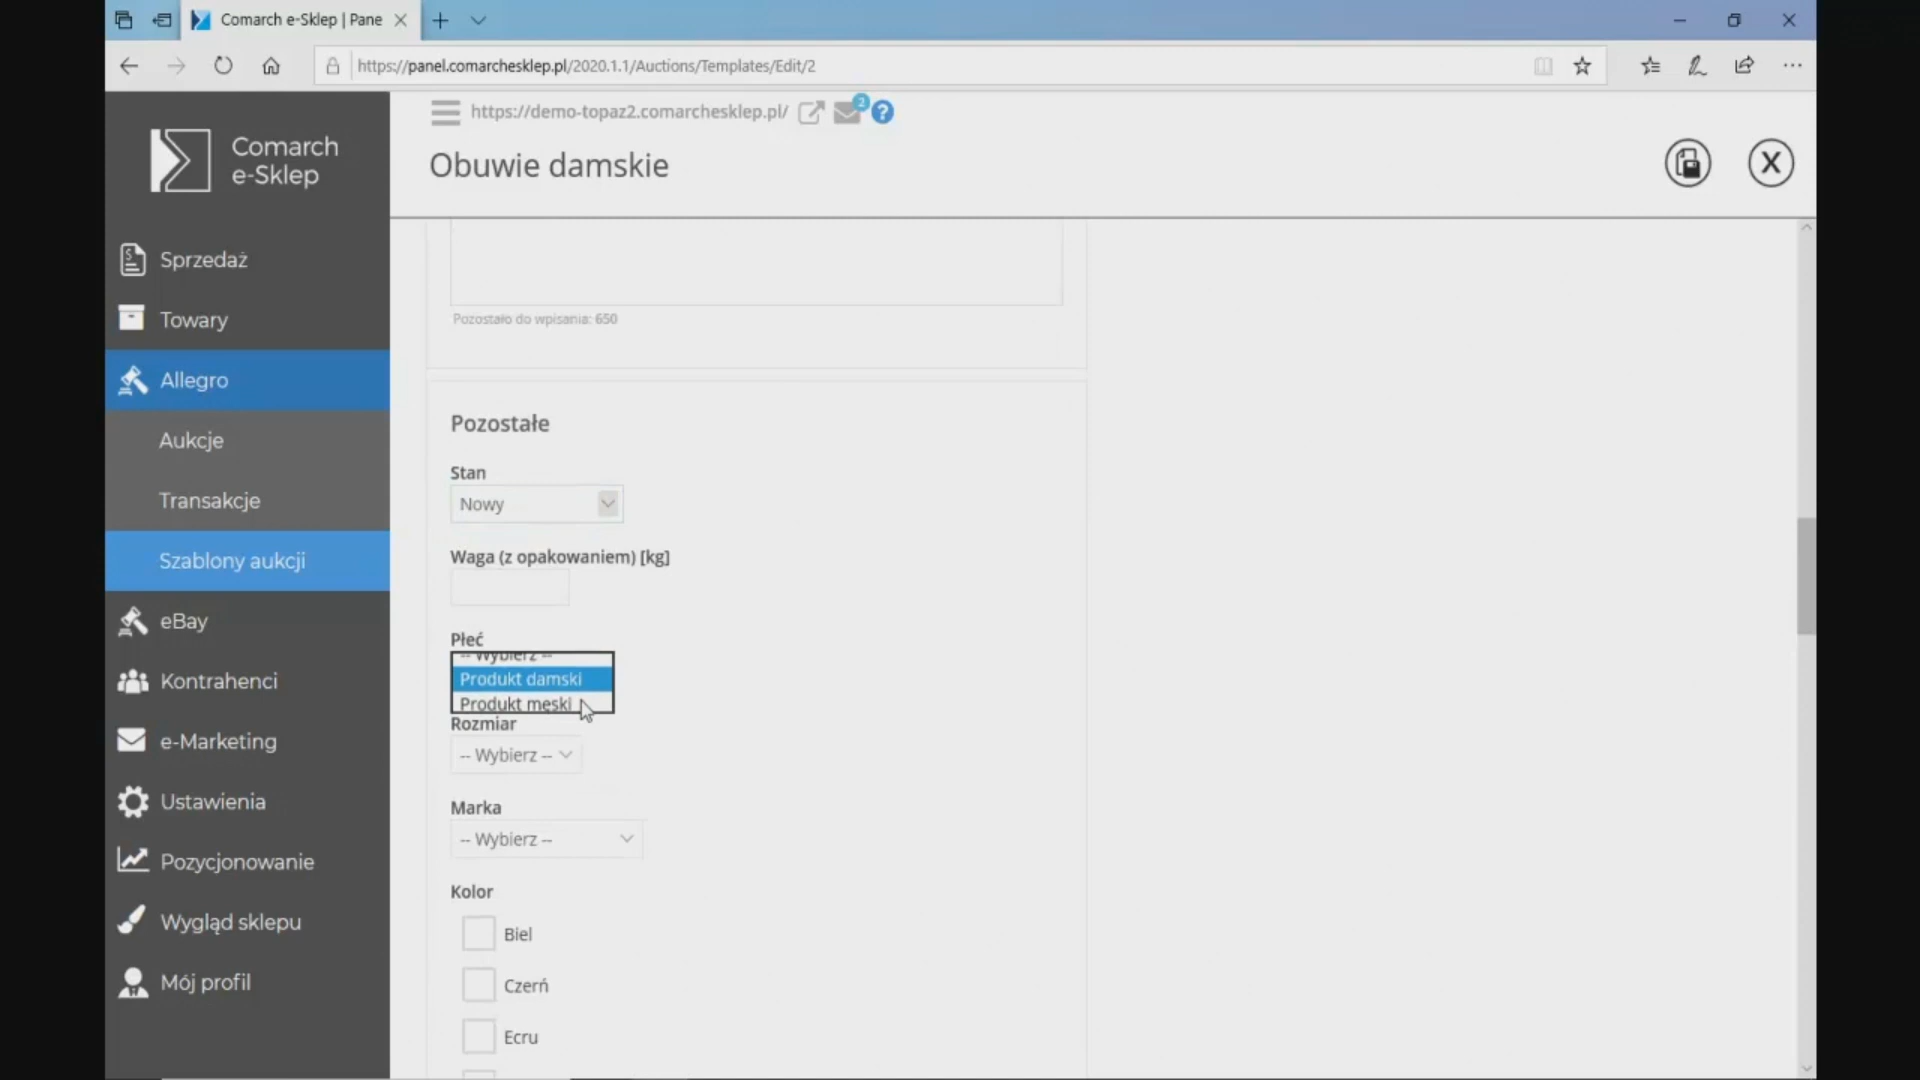 Comarch e-Sklep | Pane
https://panel.comarchesklep.pl/2020.1.1/Auctions/Templates/Edit/2
Comarch
e-Sklep
https://demo-topaz2.comarchesklep.pl/
2
?
Obuwie damskie
X
Sprzedaż
Towary
Allegro
Aukcje
Transakcje
Szablony aukcji
eBay
Kontrahenci
e-Marketing
Ustawienia
Pozycjonowanie
Wygląd sklepu
Mój profil
Pozostało do wpisania: 650
Pozostałe
Stan
Nowy
Waga (z opakowaniem) [kg]
Płeć
-- Wybierz --
Produkt damski
Produkt męski
Rozmiar
-- Wybierz --
Marka
-- Wybierz --
Kolor
Biel
Czerń
Ecru